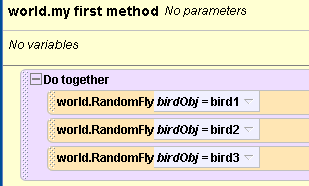 world.my first method No parameters
No variables
Do together
world.RandomFly birdObj = bird1
world.RandomFly birdObj = bird2
world.RandomFly birdObj = bird3